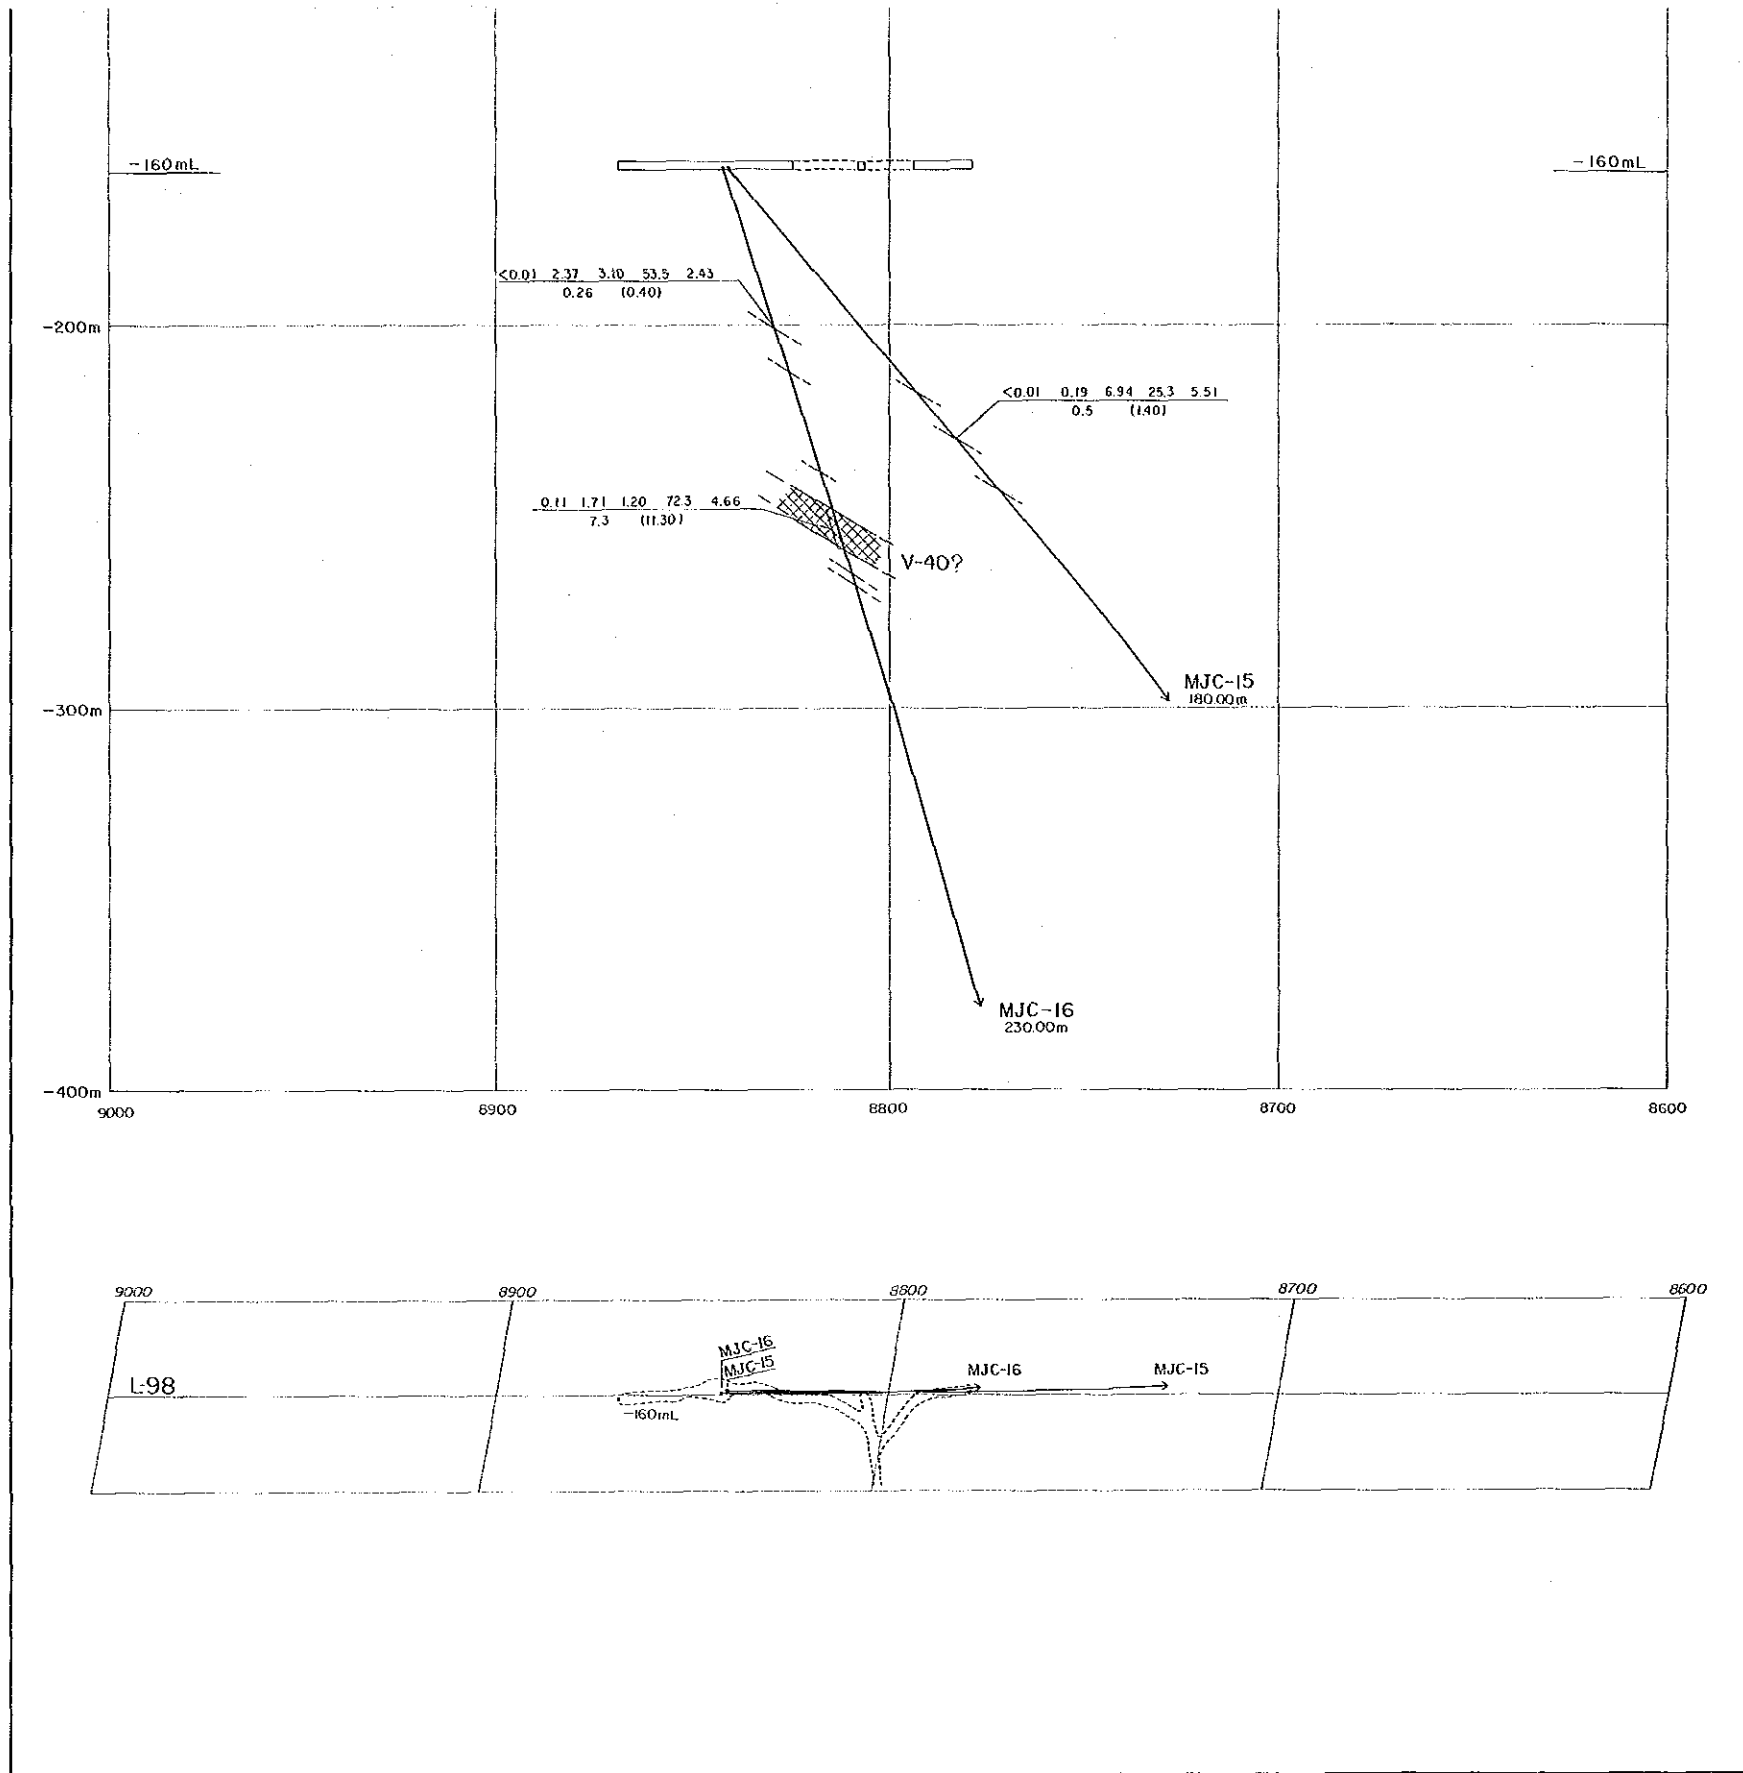 -160mL
-160mL
<0.01 2.37 3.10 53.5 2.43
0.26 (0.40)
-200m
<0.01 0.19 6.94 25.3 5.51
0.5 (1.40)
0.11 1.71 1.20 72.3 4.66
7.3 (11.30)
V-40?
MJC-15
180.00m
-300m
MJC-16
230.00m
-400m
9000 8900 8800 8700 8600
9000 8900 8800 8700 8600
MJC-16
MJC-15
MJC-16
MJC-15
L-98
-160mL